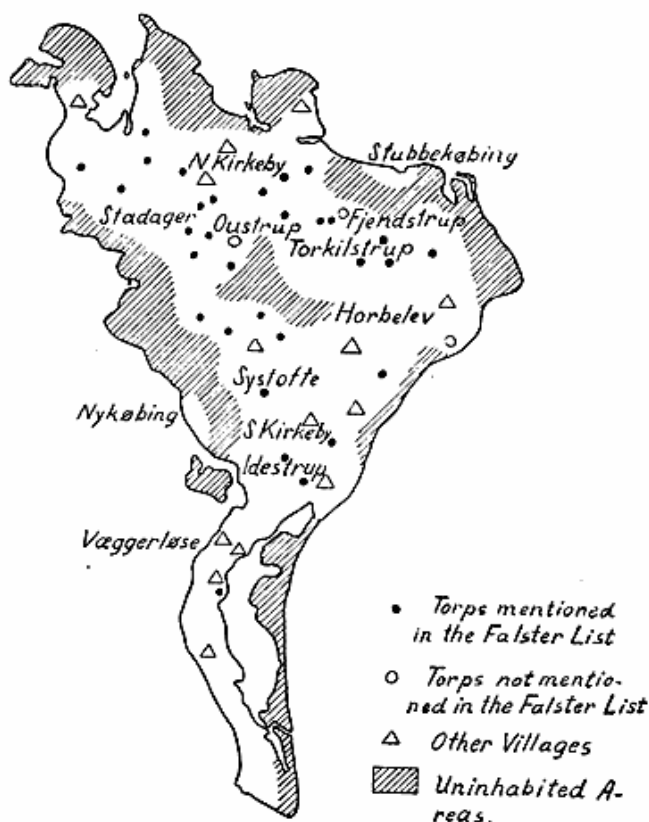 Stubbekøbing
N Kirkeby
Stadager
Oustrup
Fjendstrup
Torkilstrup
Horbelev
Systofte
Nykøbing
S Kirkeby
Idestrup
Væggerløse
Torps mentioned
in the Falster List
Torps not mentio-
ned in the Falster List
Other Villages
Uninhabited A-
reas.